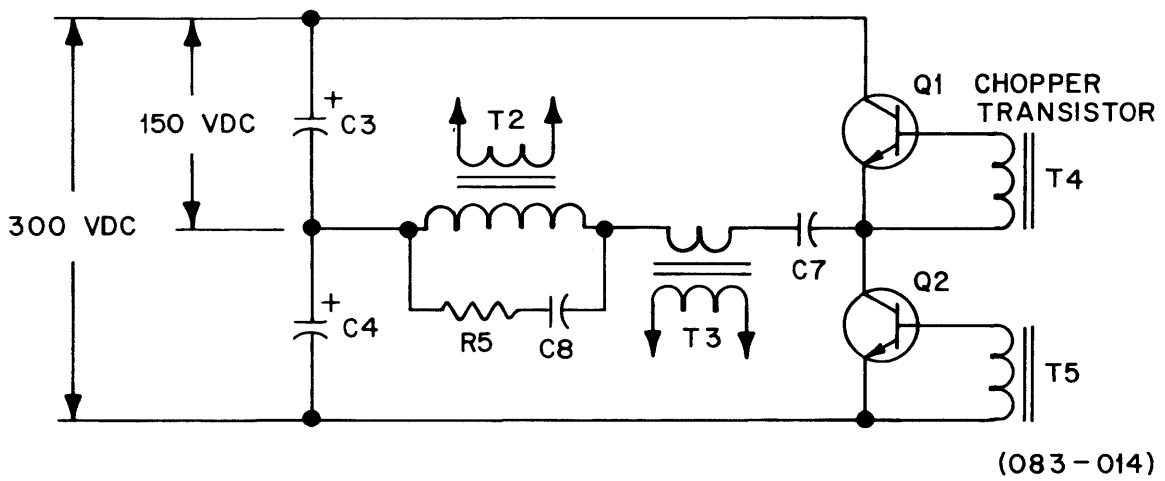 Q1 CHOPPER
TRANSISTOR
150 VDC
+
C3
T2
T4
300 VDC
C7
Q2
+
C4
R5
C8
T3
T5
(083-014)